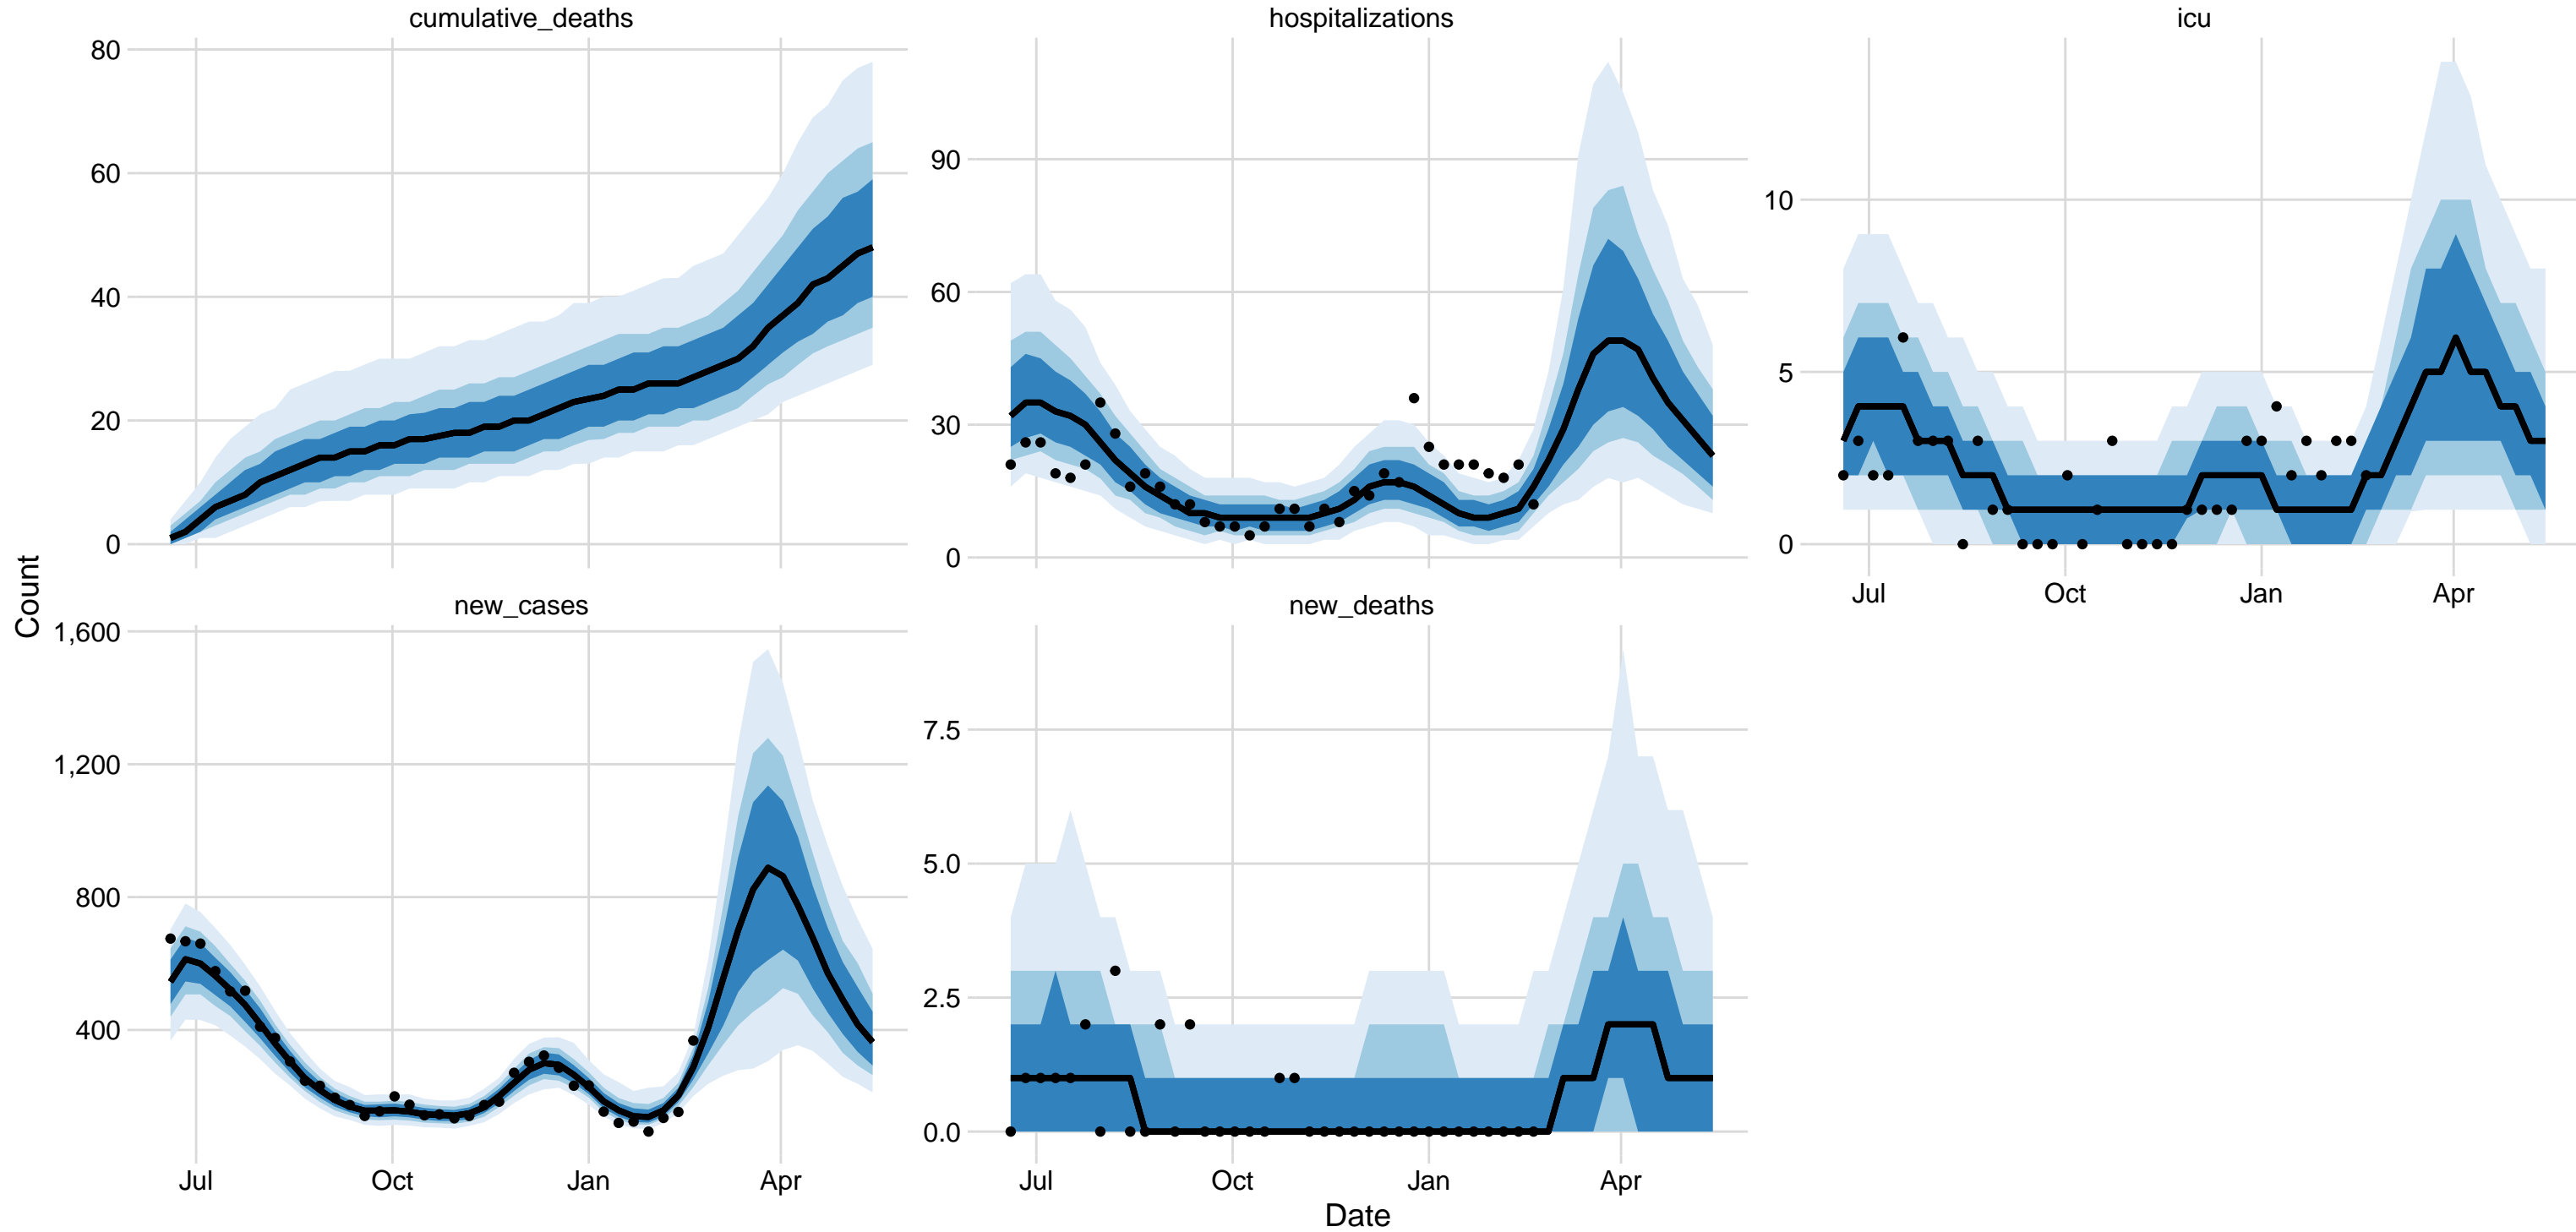 cumulative_deaths
hospitalizations
icu
80
60
40
20
0
90
60
30
0
10
5
0
Jul Oct Jan Apr
Count
new_cases
new_deaths
1,600
1,200
800
400
7.5
5.0
2.5
0.0
Jul Oct Jan Apr
Jul Oct Jan Apr
Date